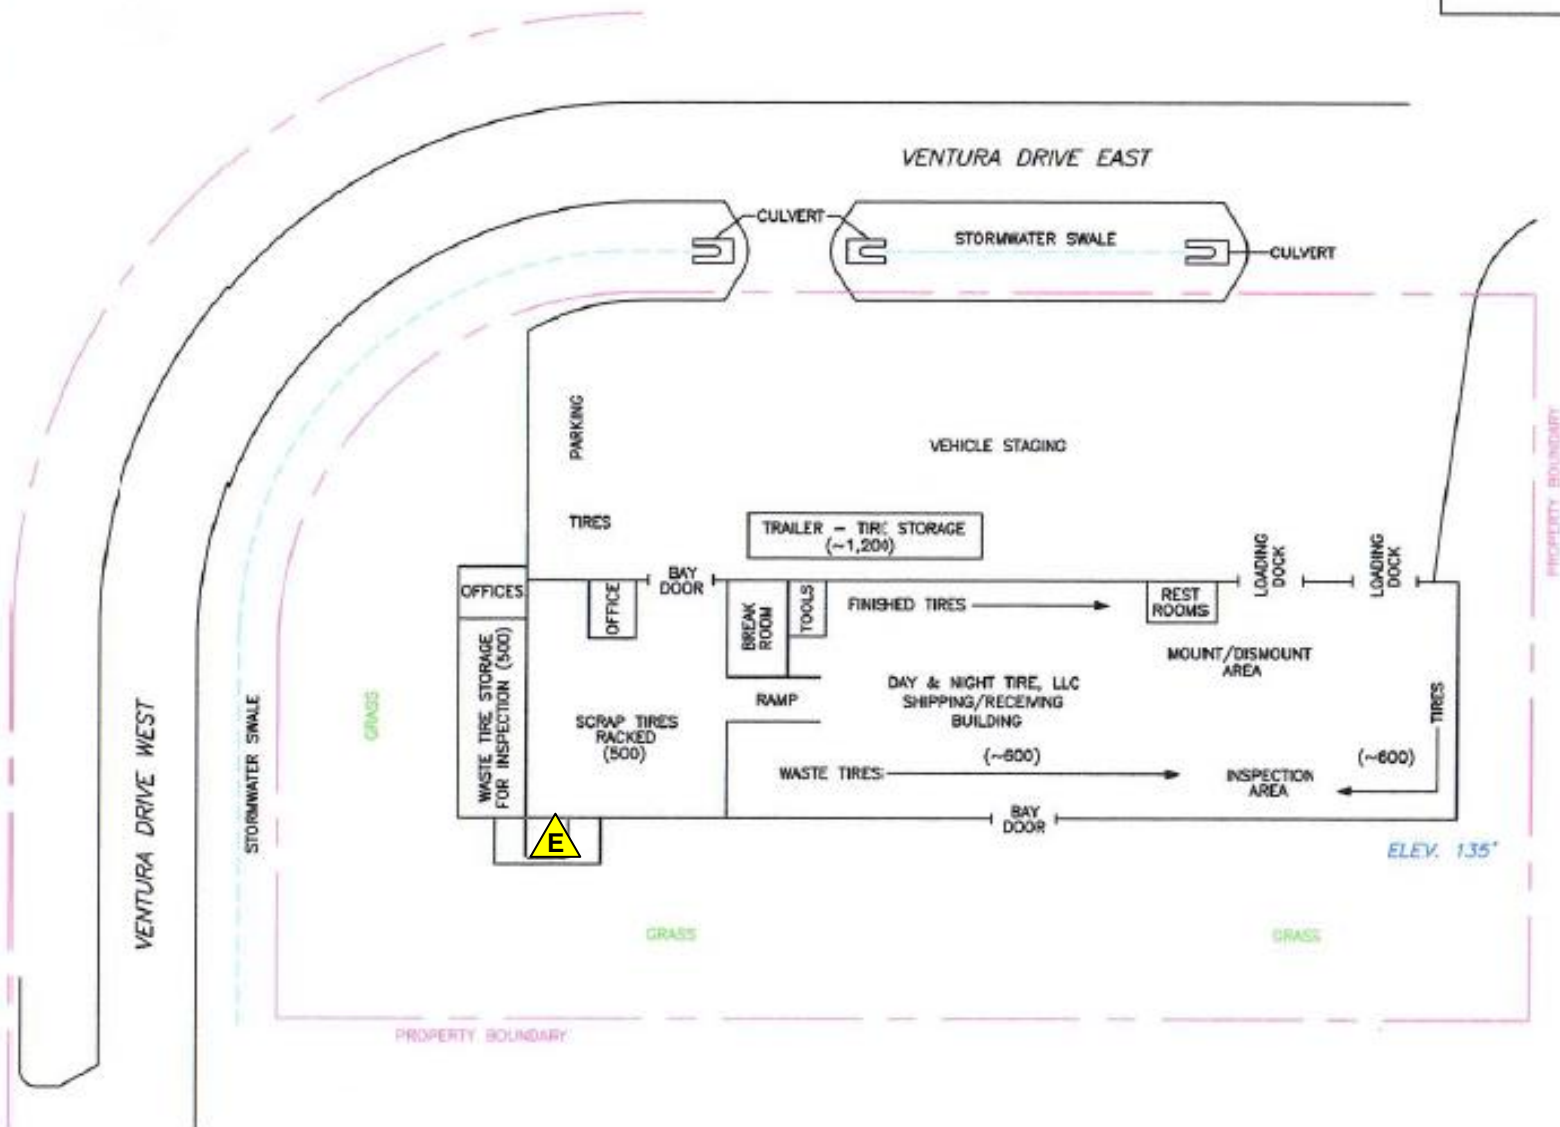 VENTURA DRIVE EAST
CULVERT
STORMWATER SWALE
CULVERT
PARKING
VEHICLE STAGING
PROPERTY BOUNDARY
TIRES
TRAILER - TIRE STORAGE
(~1,200)
LOADING
DOCK
LOADING
DOCK
OFFICES
OFFICE
BAY
DOOR
BREAK
ROOM
TOOLS
FINISHED TIRES
REST
ROOMS
WASTE TIRE STORAGE
FOR INSPECTION (500)
MOUNT/DISMOUNT
AREA
DAY & NIGHT TIRE, LLC
SHIPPING/RECEIVING
BUILDING
RAMP
SCRAP TIRES
RACKED
(500)
TIRES
GRASS
STORMWATER SWALE
VENTURA DRIVE WEST
WASTE TIRES
(~600)
INSPECTION
AREA
(~600)
BAY
DOOR
E
ELEV. 135'
GRASS
GRASS
PROPERTY BOUNDARY